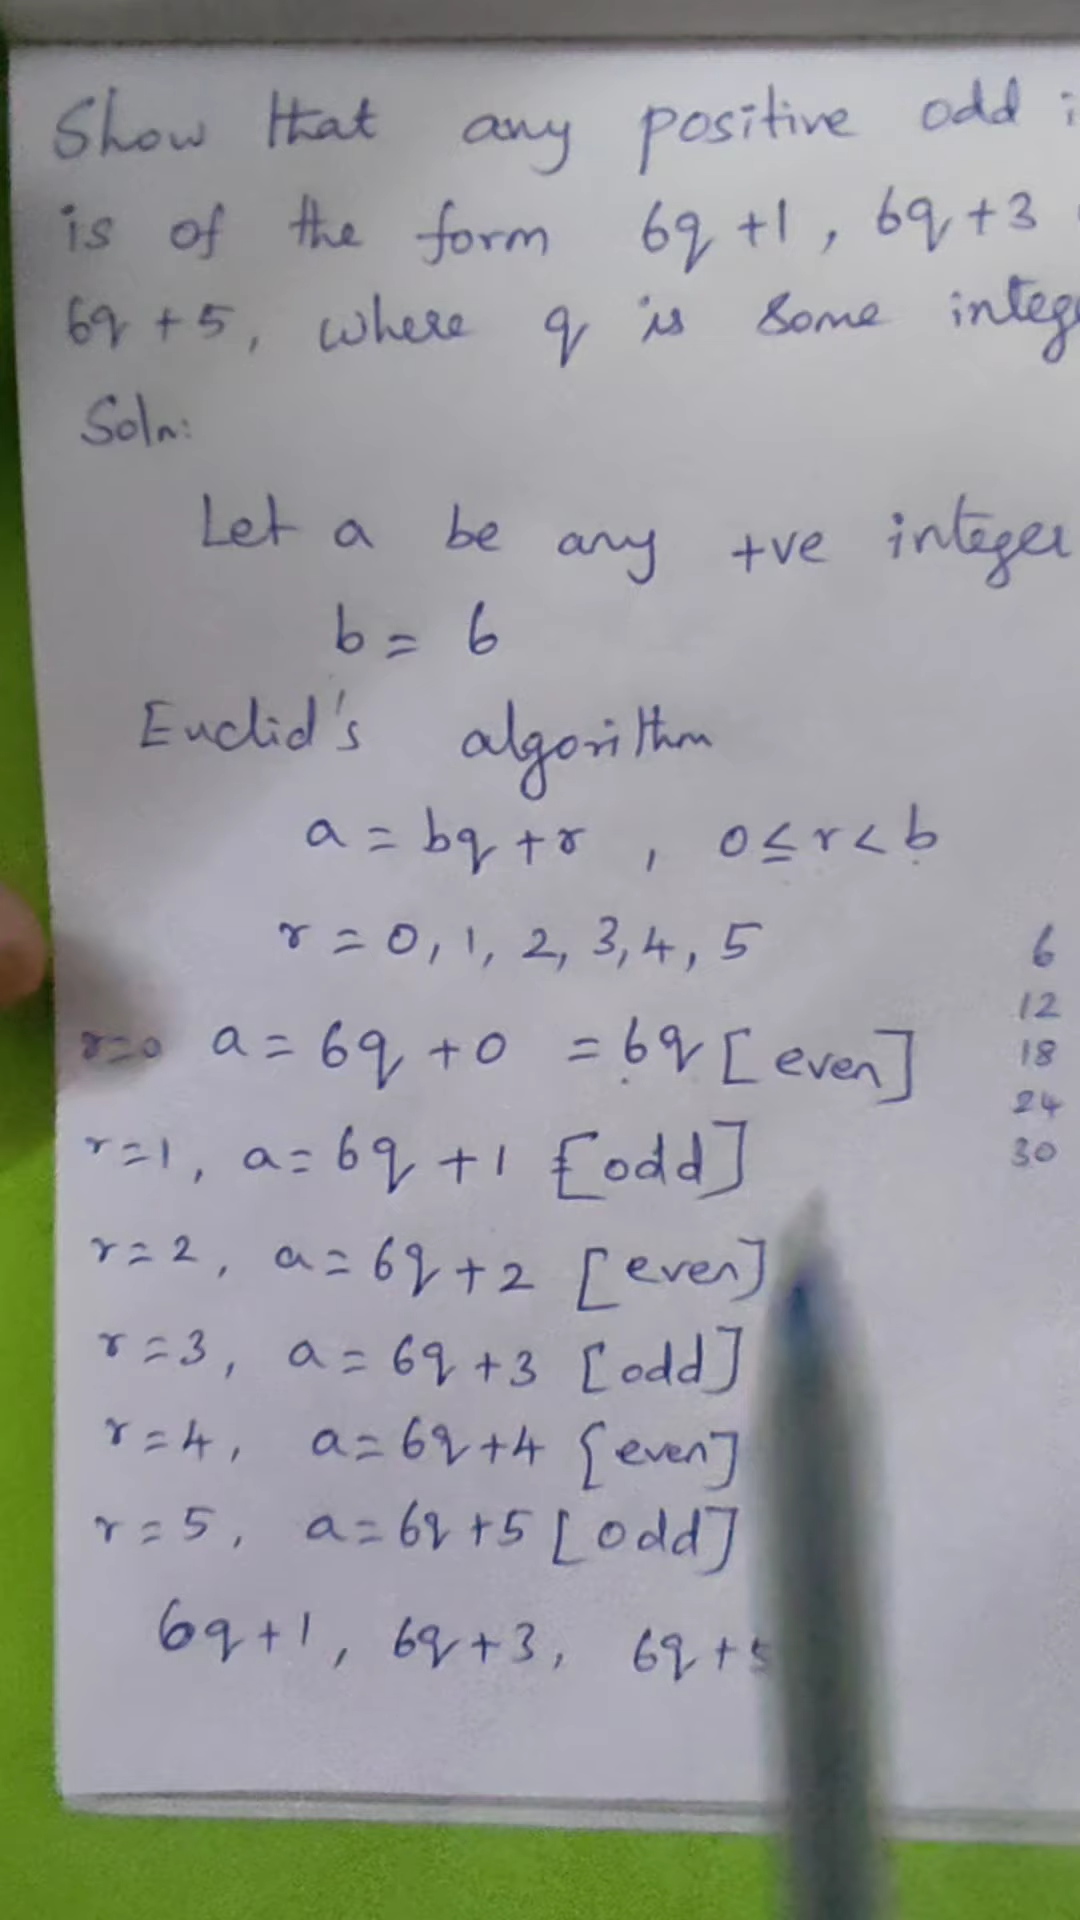 Show that any positive odd
is of the form 6q +1, 6q +3
6q +5, where q is some
Soln:
Let a be any +ve integer
b = 6
Euclid's algorithm
a = bq + r , 0 ≤ r < b
r = 0, 1, 2, 3, 4, 5
6
12
r=0 a = 6q + 0 = 6q [even]
18
24
r=1, a = 6q +1 [odd]
30
r=2, a = 6q +2 [even]
r=3, a = 6q +3 [odd]
r=4, a = 6q +4 [even]
r=5, a = 6q +5 [odd]
6q+1, 6q+3, 6q+5